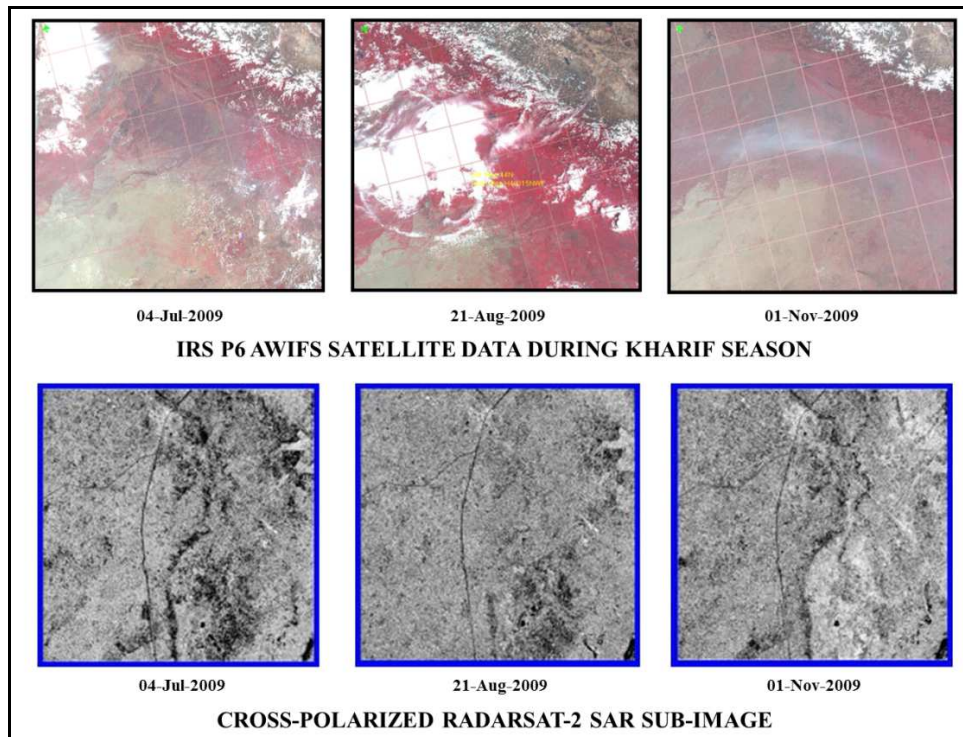 04-Jul-2009
21-Aug-2009
01-Nov-2009
IRS P6 AWIFS SATELLITE DATA DURING KHARIF SEASON
04-Jul-2009
21-Aug-2009
01-Nov-2009
CROSS-POLARIZED RADARSAT-2 SAR SUB-IMAGE